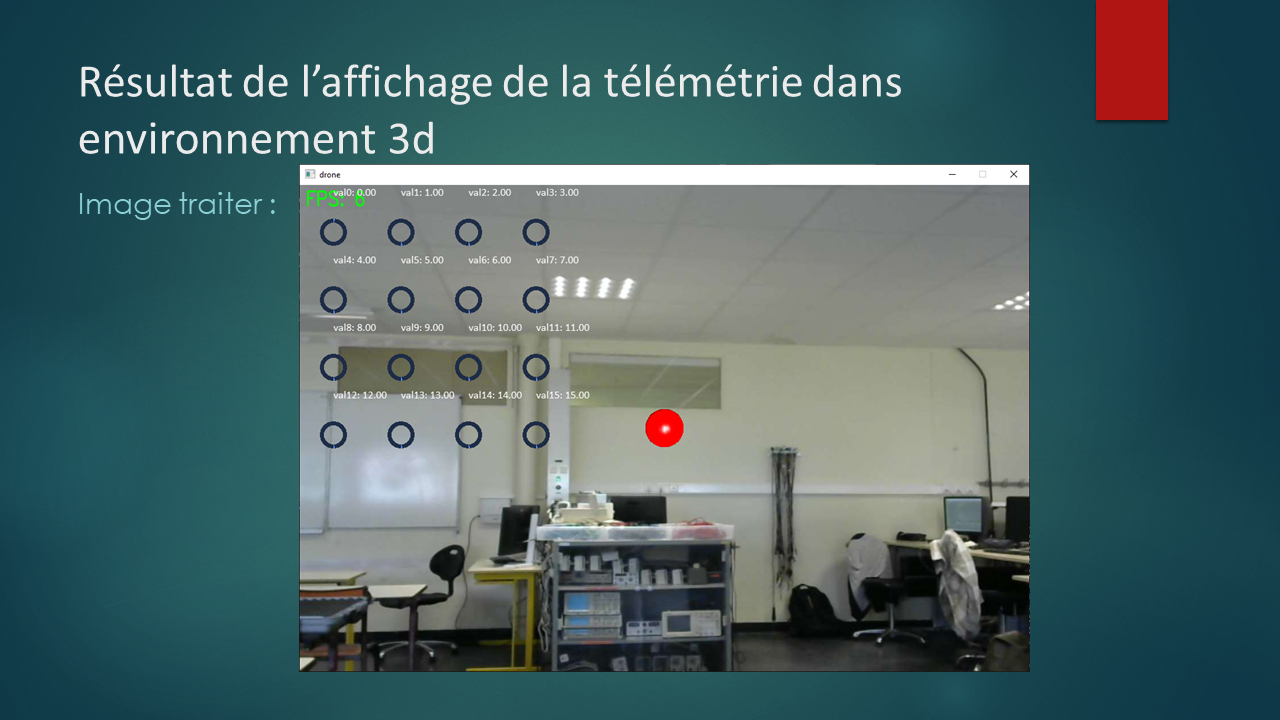 Résultat de l’affichage de la télémétrie dans
environnement 3d
Image traiter :
drone
FPS: 6
val0: 0.00 val1: 1.00 val2: 2.00 val3: 3.00
val4: 4.00 val5: 5.00 val6: 6.00 val7: 7.00
val8: 8.00 val9: 9.00 val10: 10.00 val11: 11.00
val12: 12.00 val13: 13.00 val14: 14.00 val15: 15.00